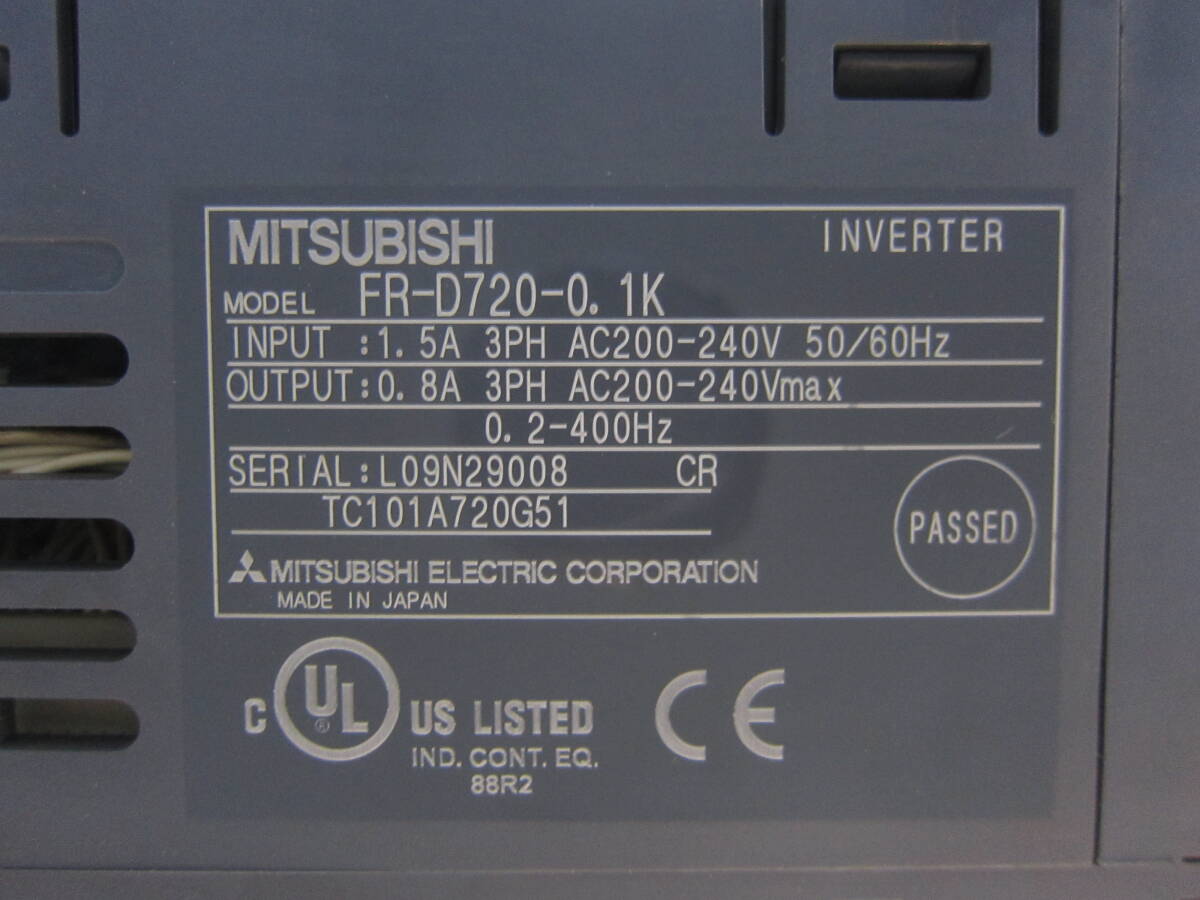 MITSUBISHI INVERTER
MODEL FR-D720-0.1K
INPUT :1.5A 3PH AC200-240V 50/60Hz
OUTPUT:0.8A 3PH AC200-240Vmax
0.2-400Hz
SERIAL:L09N29008 CR
TC101A720G51
PASSED
MITSUBISHI ELECTRIC CORPORATION
MADE IN JAPAN
C UL ® US LISTED
IND. CONT. EQ.
88R2
CE